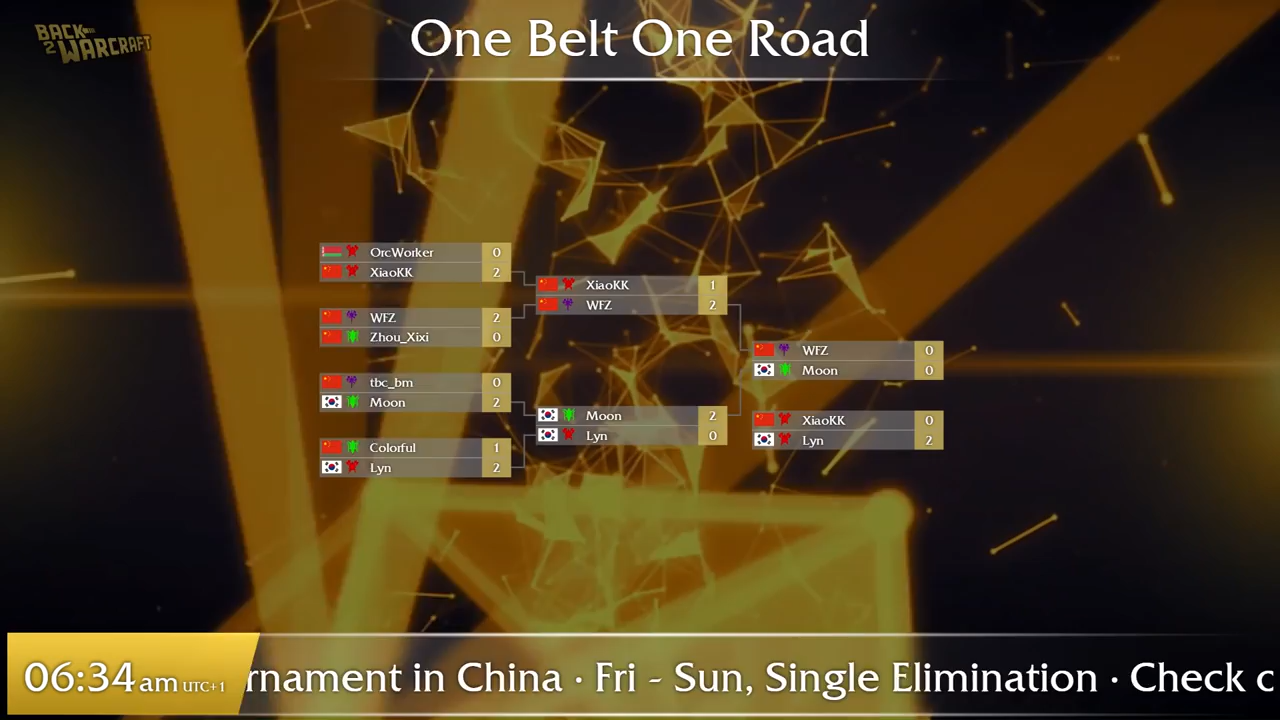 BACK
2 WARCRAFT
One Belt One Road
OrcWorker 0
XiaoKK 2
WFZ 2
Zhou_Xixi 0
tbc_bm 0
Moon 2
Colorful 1
Lyn 2
XiaoKK 1
WFZ 2
Moon 2
Lyn 0
WFZ 0
Moon 0
XiaoKK 0
Lyn 2
06:34 am UTC+1
rnament in China · Fri - Sun, Single Elimination · Check c